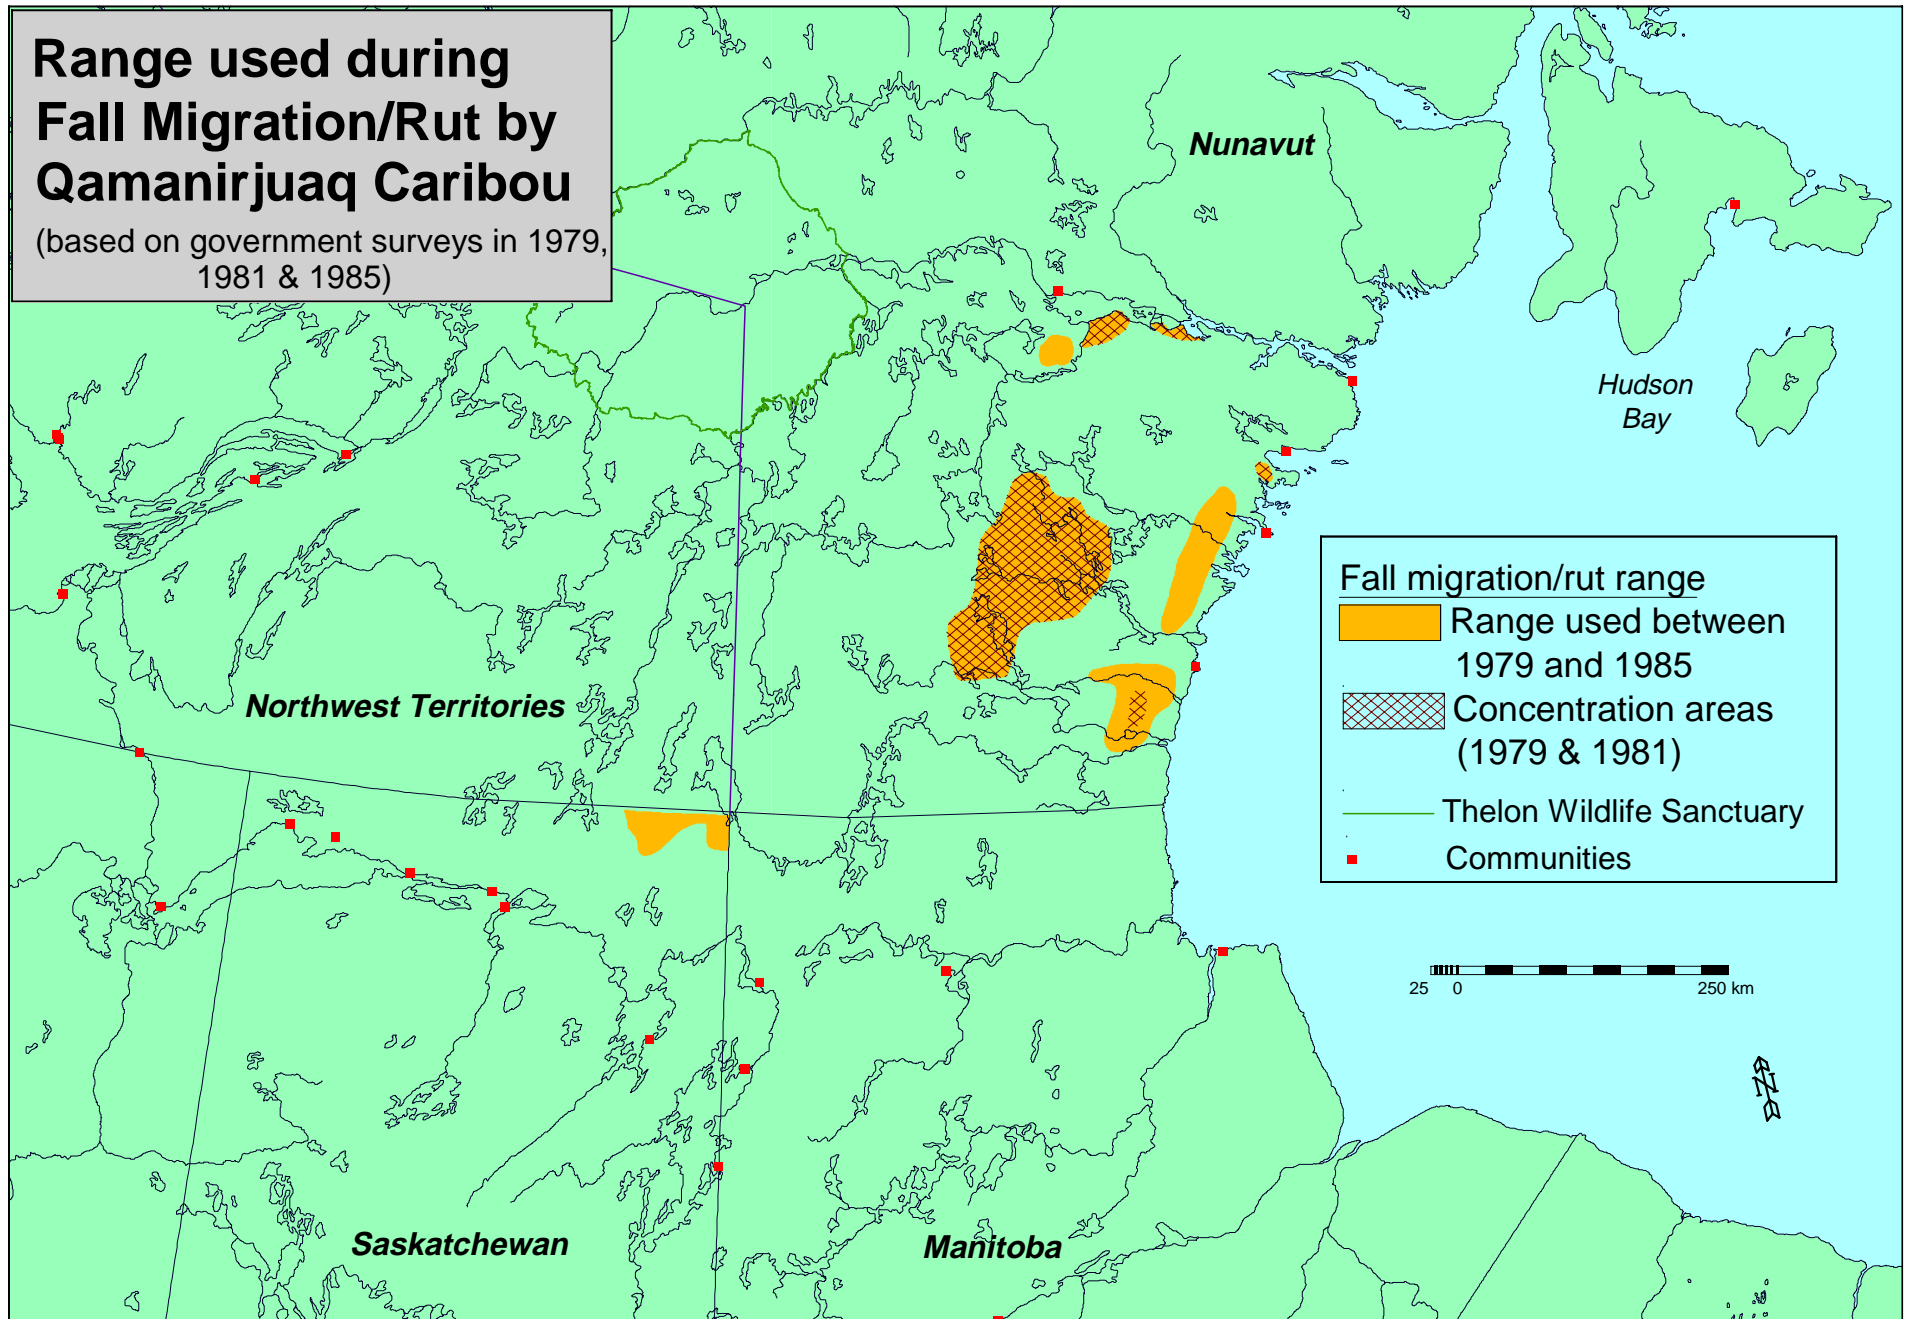 Range used during
Fall Migration/Rut by
Qamanirjuaq Caribou
(based on government surveys in 1979,
1981 & 1985)
Nunavut
Hudson
Bay
Fall migration/rut range
Range used between
1979 and 1985
Concentration areas
(1979 & 1981)
Thelon Wildlife Sanctuary
Communities
Northwest Territories
25 0 250 km
N
Saskatchewan
Manitoba